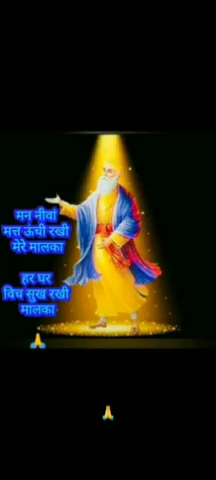 मन नीवां
मत्त ऊंची रखी
मेरे मालका
हर घर
विच सुख रखी
मालका
🙏
🙏